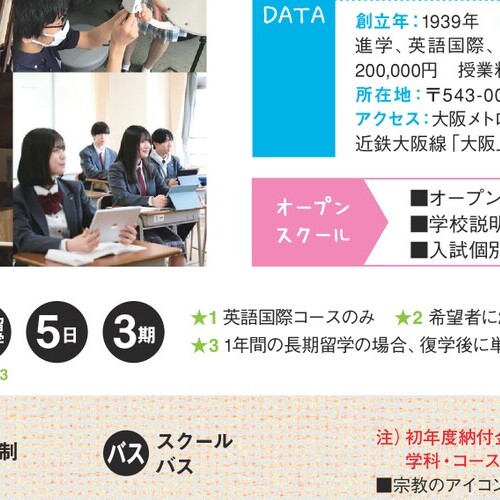 DATA
創立年：1939年
進学、英語国際、
200,000円 授業料
所在地：〒543-00
アクセス：大阪メトロ
近鉄大阪線「大阪上
オープン
スクール
■オープン
■学校説明
■入試個別
5日
3期
★1 英語国際コースのみ ★2 希望者に
★3 1年間の長期留学の場合、復学後に単
3
制
バス
スクール
バス
注）初年度納付金
学科・コース
■宗教のアイコン